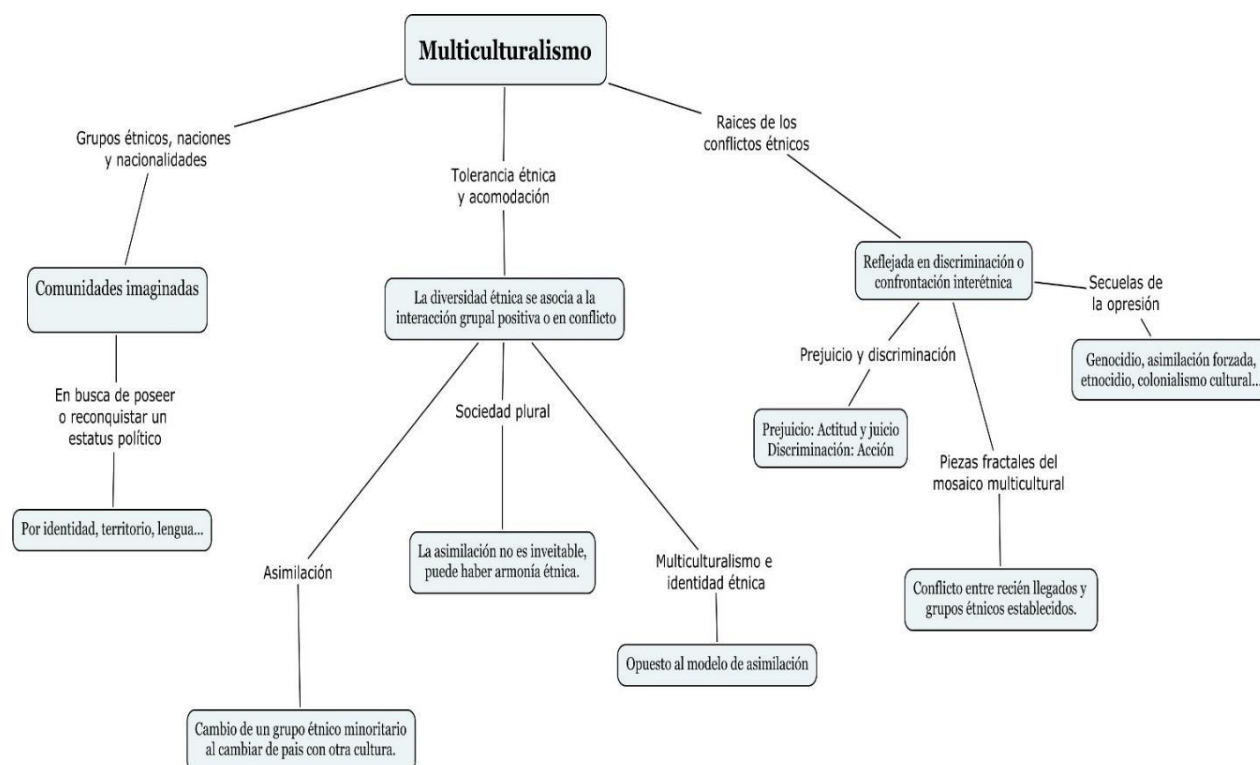 Multiculturalismo
Grupos étnicos, naciones
y nacionalidades
Comunidades imaginadas
En busca de poseer
o reconquistar un
estatus político
Por identidad, territorio, lengua...
Tolerancia étnica
y acomodación
La diversidad étnica se asocia a la
interacción grupal positiva o en conflicto
Asimilación
Cambio de un grupo étnico minoritario
al cambiar de pais con otra cultura.
Sociedad plural
La asimilación no es inveitable,
puede haber armonía étnica.
Multiculturalismo e
identidad étnica
Opuesto al modelo de asimilación
Raices de los
conflictos étnicos
Reflejada en discriminación o
confrontación interétnica
Prejuicio y discriminación
Prejuicio: Actitud y juicio
Discriminación: Acción
Piezas fractales del
mosaico multicultural
Conflicto entre recién llegados y
grupos étnicos establecidos.
Secuelas de
la opresión
Genocidio, asimilación forzada,
etnocidio, colonialismo cultural...